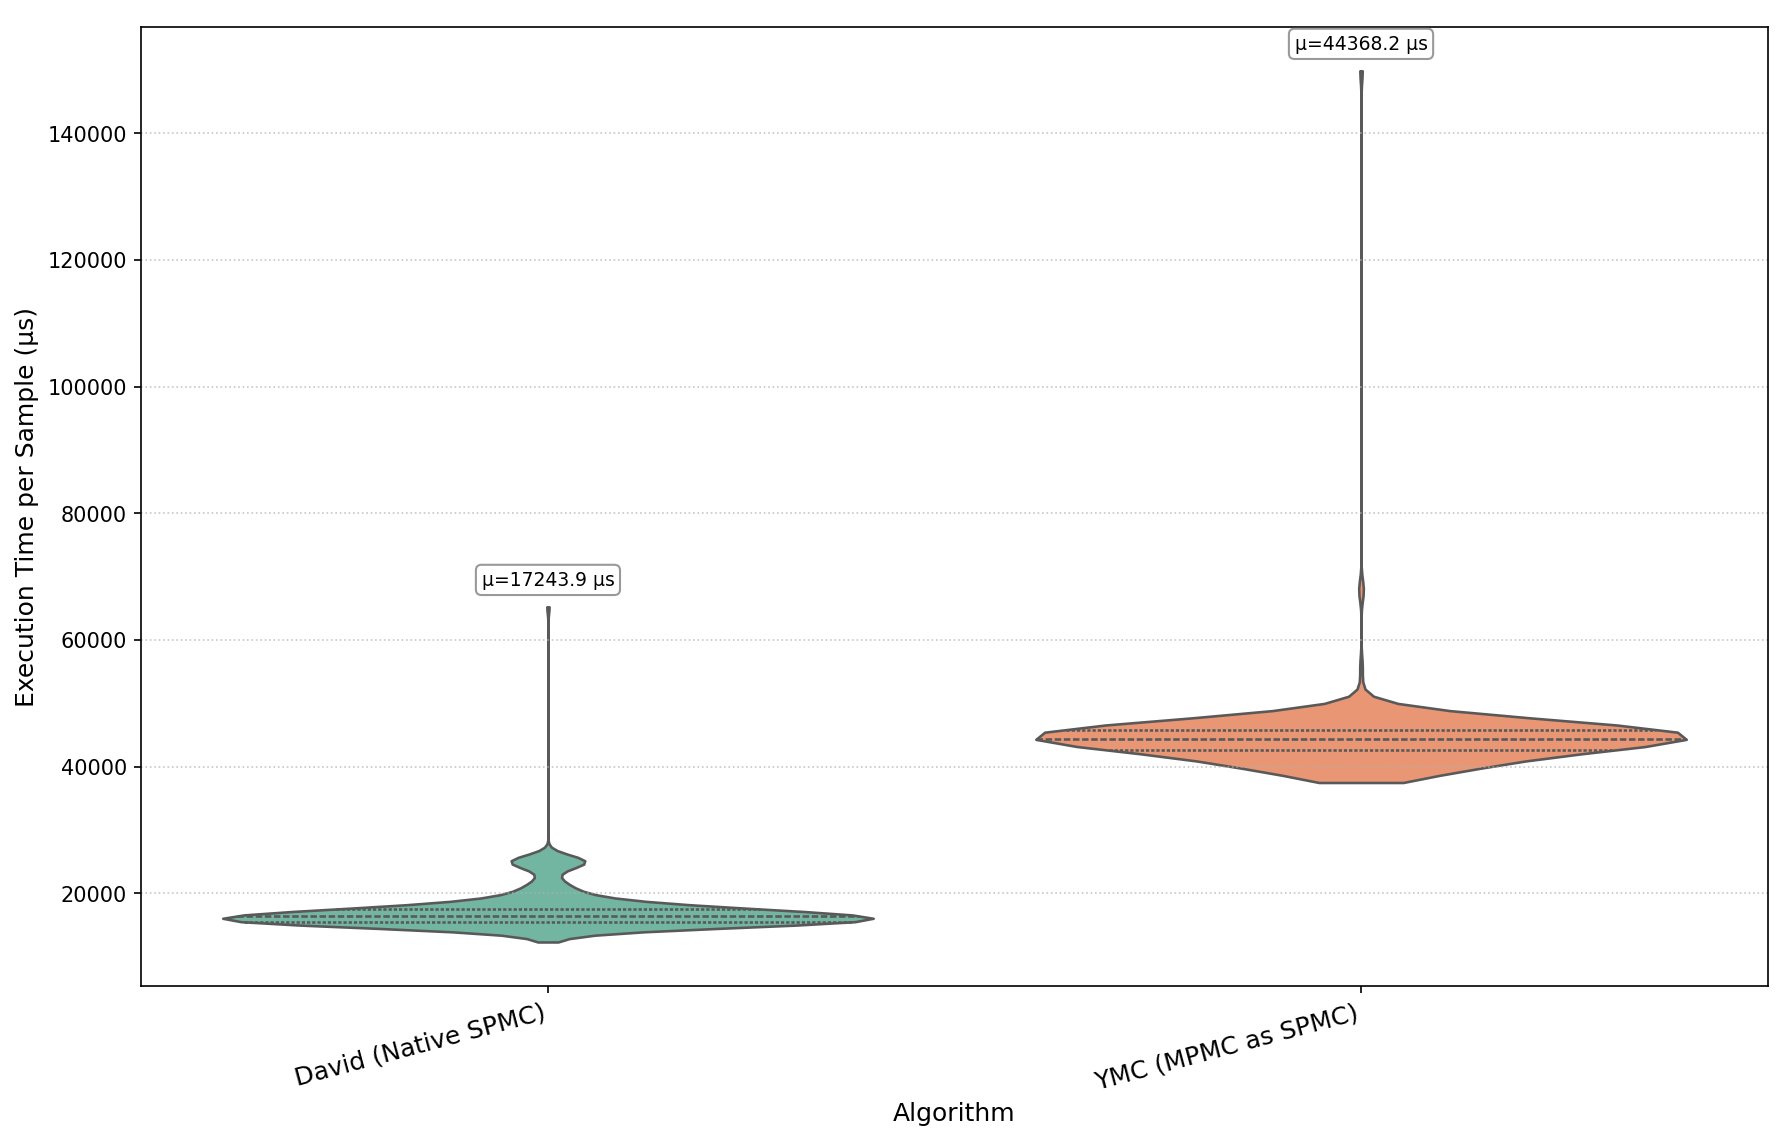 μ=44368.2 μs
140000
120000
Execution Time per Sample (μs)
100000
80000
μ=17243.9 μs
60000
40000
20000
David (Native SPMC)
YMC (MPMC as SPMC)
Algorithm